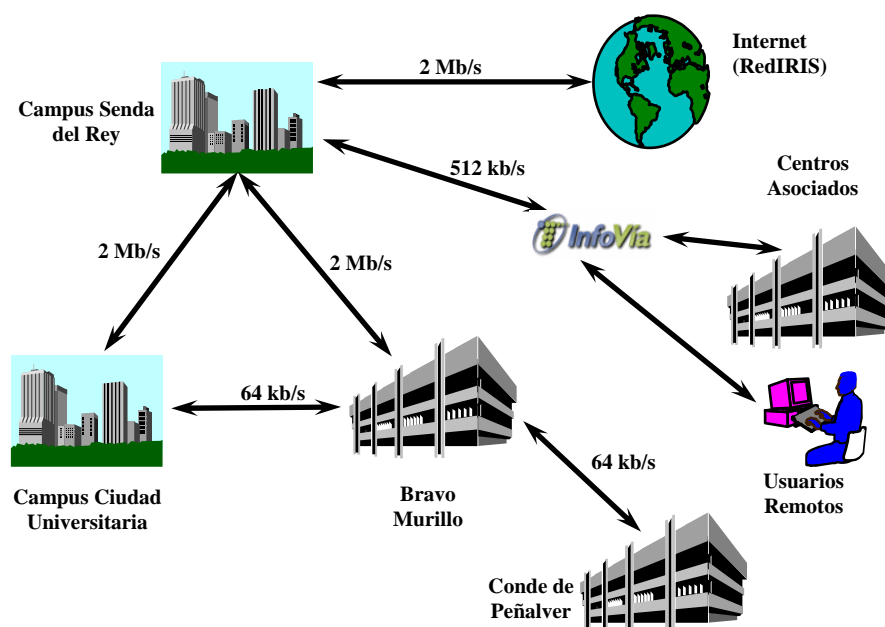 Internet
(RedIRIS)
2 Mb/s
Campus Senda
del Rey
512 kb/s
Centros
Asociados
InfoVía
2 Mb/s
2 Mb/s
64 kb/s
64 kb/s
Campus Ciudad
Universitaria
Bravo
Murillo
Usuarios
Remotos
Conde de
Peñalver